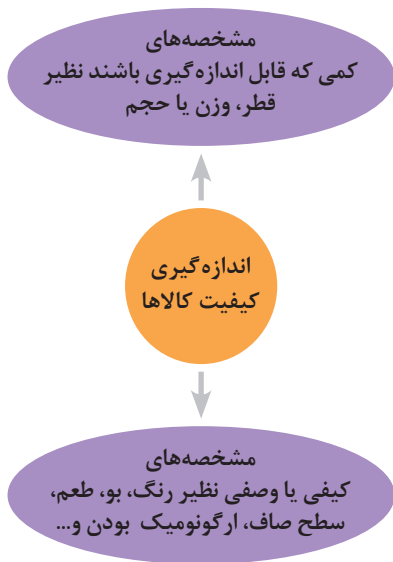 مشخصه‌های
کمی که قابل اندازه‌گیری باشند نظیر
قطر، وزن یا حجم
اندازه‌گیری
کیفیت کالاها
مشخصه‌های
کیفی یا وصفی نظیر رنگ، بو، طعم،
سطح صاف، ارگونومیک بودن و...